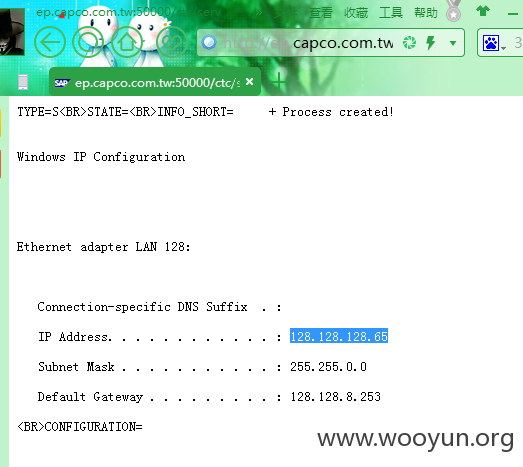 ep.capco.com.tw:50000/ctc/serv
查看 收藏 工具 帮助
capco.com.tw
ep.capco.com.tw:50000/ctc/s
TYPE=S<BR>STATE=<BR>INFO_SHORT= + Process created!
Windows IP Configuration
Ethernet adapter LAN 128:
Connection-specific DNS Suffix . :
IP Address. . . . . . . . . . . . : 128.128.128.65
Subnet Mask . . . . . . . . . . . : 255.255.0.0
Default Gateway . . . . . . . . . : 128.128.8.253
<BR>CONFIGURATION=
www.wooyun.org